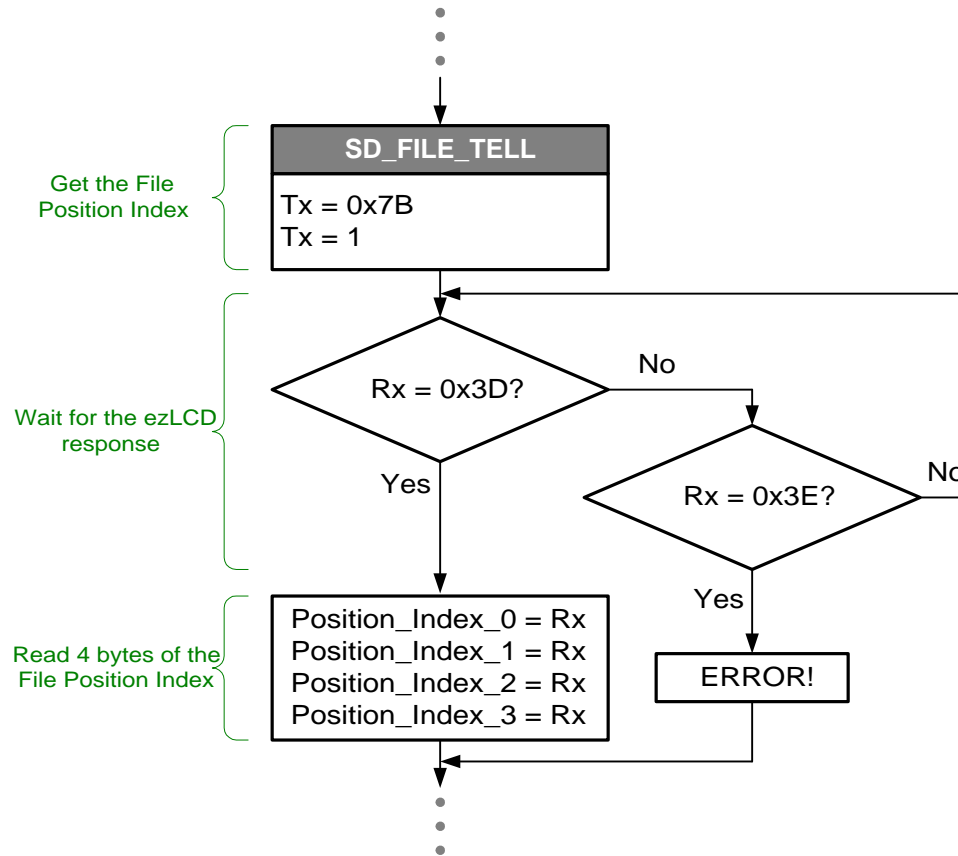 SD_FILE_TELL
Get the File
Position Index
Tx = 0x7B
Tx = 1
Rx = 0x3D?
No
Wait for the ezLCD
response
Yes
Rx = 0x3E?
No
Yes
Read 4 bytes of the
File Position Index
Position_Index_0 = Rx
Position_Index_1 = Rx
Position_Index_2 = Rx
Position_Index_3 = Rx
ERROR!